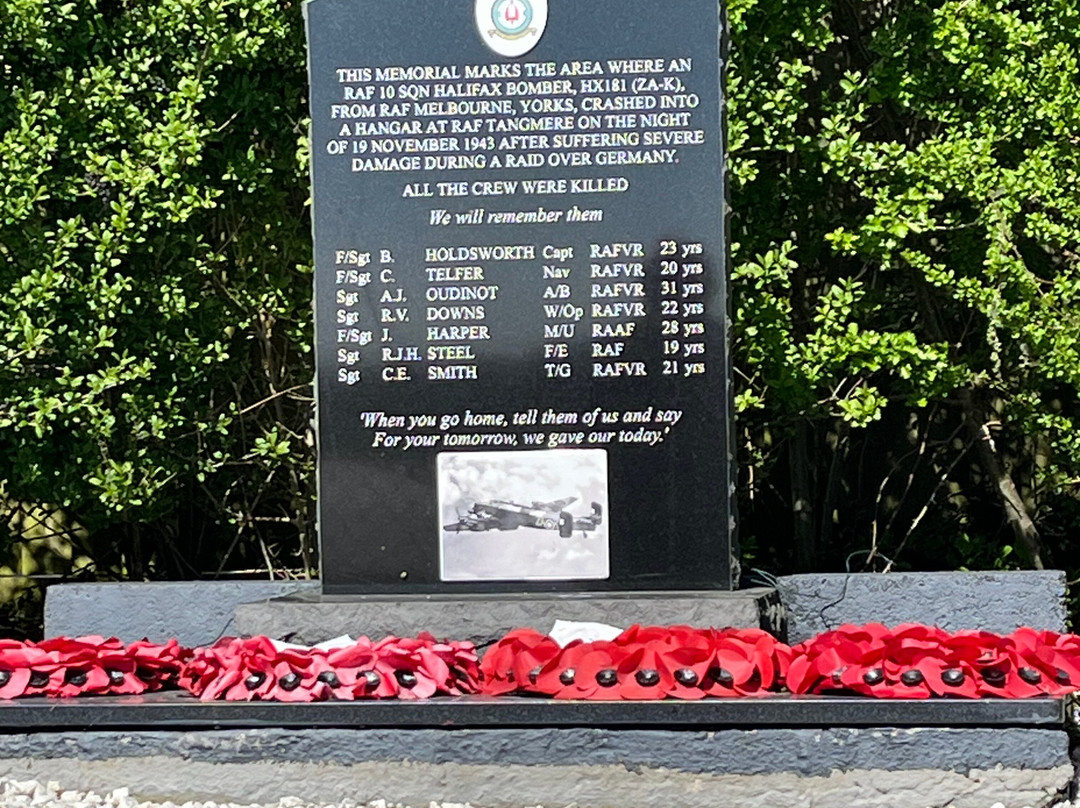 THIS MEMORIAL MARKS THE AREA WHERE AN
RAF 10 SQN HALIFAX BOMBER, HX181 (ZA-K),
FROM RAF MELBOURNE, YORKS, CRASHED INTO
A HANGAR AT RAF TANGMERE ON THE NIGHT
OF 19 NOVEMBER 1943 AFTER SUFFERING SEVERE
DAMAGE DURING A RAID OVER GERMANY.
ALL THE CREW WERE KILLED
We will remember them
F/Sgt B. HOLDSWORTH Capt RAFVR 23 yrs
F/Sgt C. TELFER Nav RAFVR 20 yrs
Sgt A.J. OUDINOT A/B RAFVR 31 yrs
Sgt R.V. DOWNS W/Op RAFVR 22 yrs
F/Sgt J. HARPER M/U RAAF 28 yrs
Sgt R.J.H. STEEL F/E RAF 19 yrs
Sgt C.E. SMITH T/G RAFVR 21 yrs
'When you go home, tell them of us and say
For your tomorrow, we gave our today.'